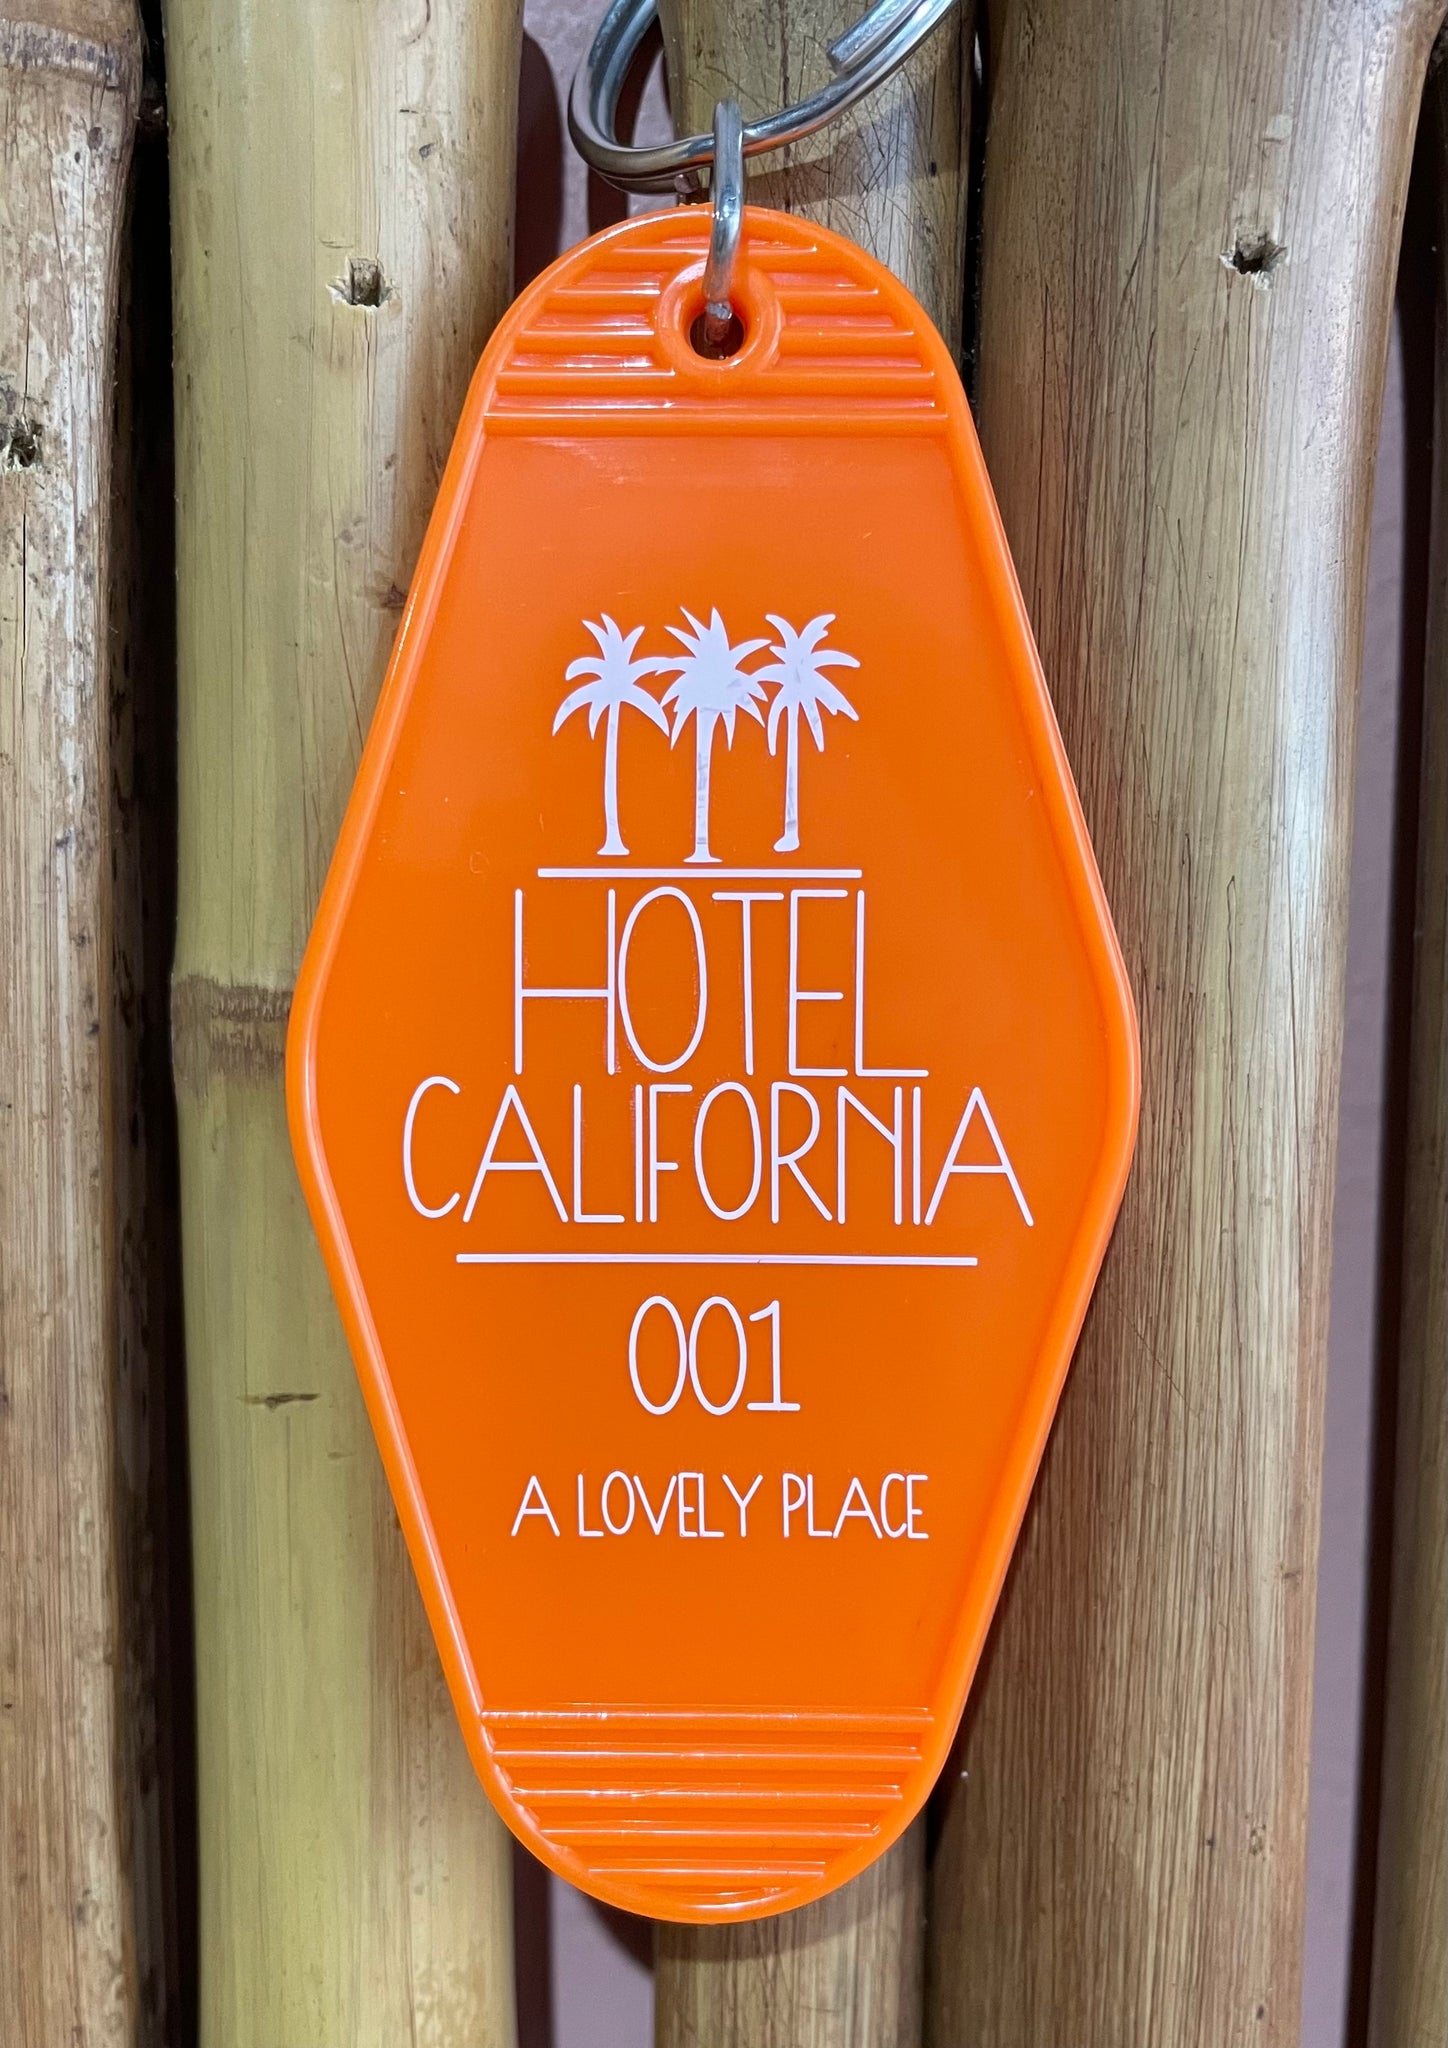 HOTEL
CALIFORNIA
001
A LOVELY PLACE